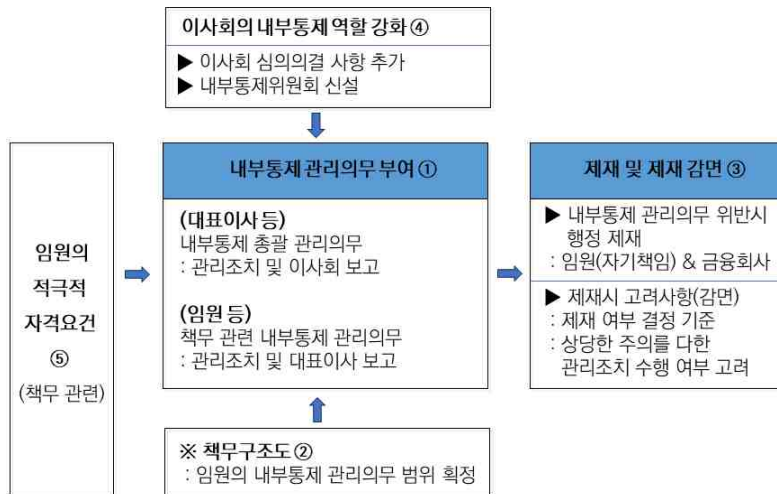 이사회의 내부통제 역할 강화 ④
▶ 이사회 심의의결 사항 추가
▶ 내부통제위원회 신설
임원의
적극적
자격요건
⑤
(책무 관련)
내부통제 관리의무 부여 ①
(대표이사 등)
내부통제 총괄 관리의무
: 관리조치 및 이사회 보고
(임원 등)
책무 관련 내부통제 관리의무
: 관리조치 및 대표이사 보고
제재 및 제재 감면 ③
▶ 내부통제 관리의무 위반시
행정 제재
: 임원(자기책임) & 금융회사
▶ 제재시 고려사항(감면)
: 제재 여부 결정 기준
: 상당한 주의를 다한
관리조치 수행 여부 고려
※ 책무구조도 ②
: 임원의 내부통제 관리의무 범위 획정